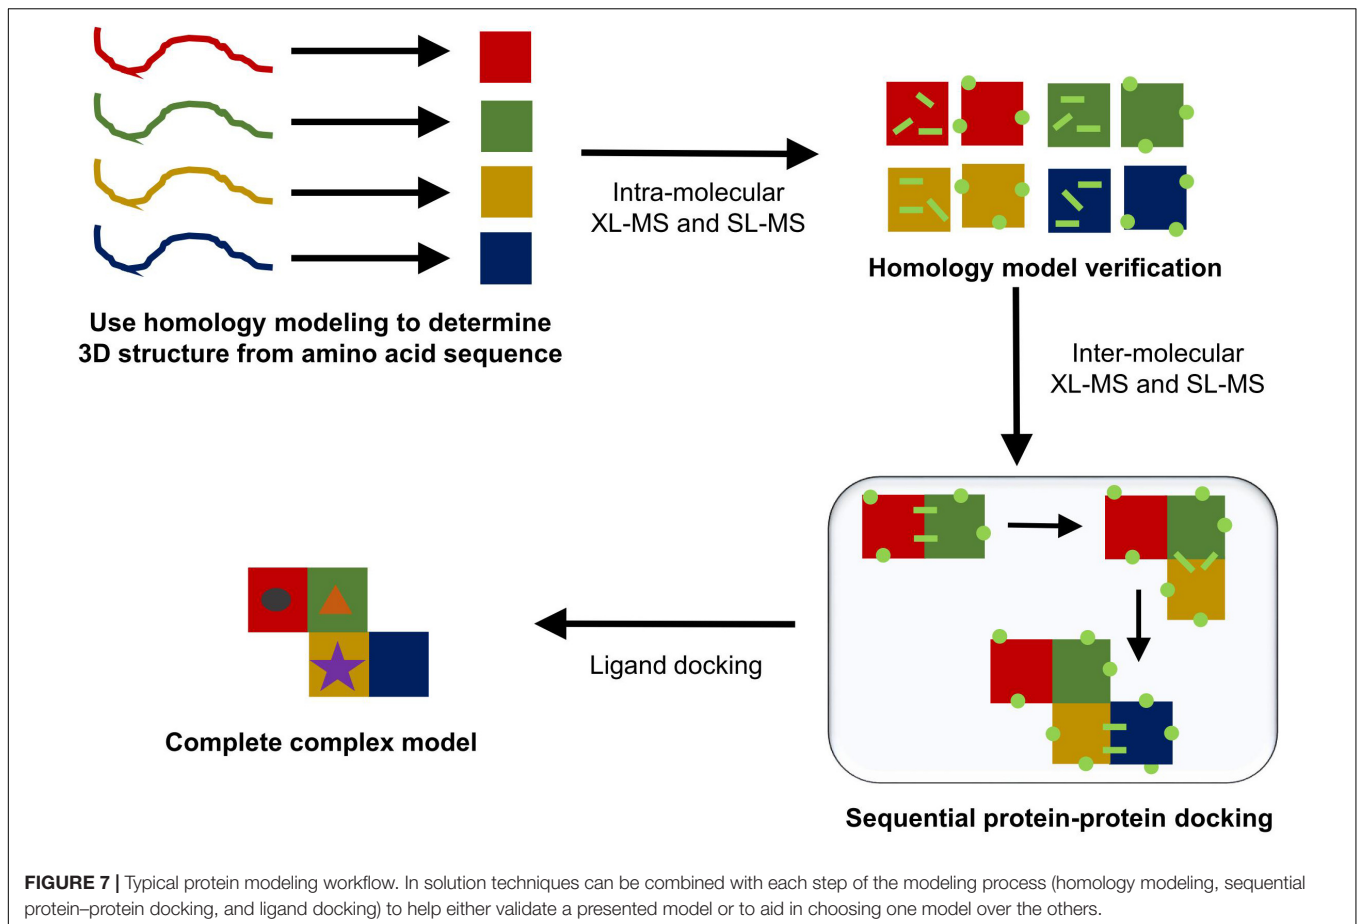 Use homology modeling to determine
3D structure from amino acid sequence
Intra-molecular
XL-MS and SL-MS
Homology model verification
Inter-molecular
XL-MS and SL-MS
Sequential protein-protein docking
Ligand docking
Complete complex model
FIGURE 7 | Typical protein modeling workflow. In solution techniques can be combined with each step of the modeling process (homology modeling, sequential
protein–protein docking, and ligand docking) to help either validate a presented model or to aid in choosing one model over the others.